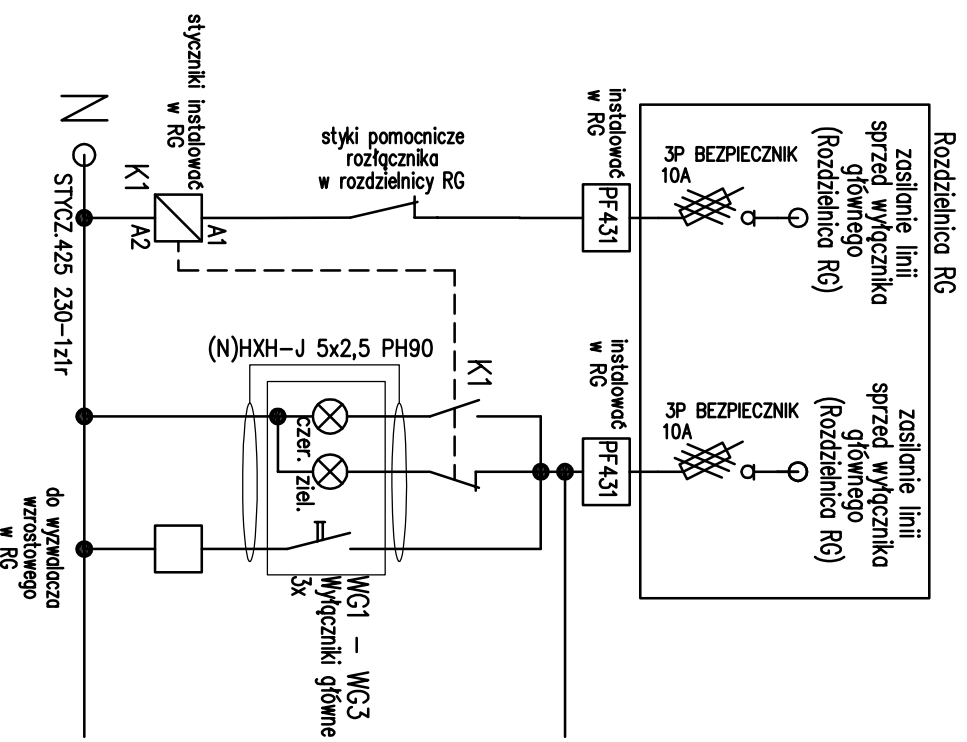 Rozdzielnica RG
zasilanie linii
sprzed wyłącznika
głównego
(Rozdzielnica RG)
zasilanie linii
sprzed wyłącznika
głównego
(Rozdzielnica RG)
3P BEZPIECZNIK
10A
3P BEZPIECZNIK
10A
instalować
w RG
PF431
instalować
w RG
PF431
styki pomocnicze
rozłącznika
w rozdzielnicy RG
styczniki instalować
w RG
K1
A1
A2
N
STYCZ.425 230-1z1r
(N)HXH-J 5x2,5 PH90
K1
czer.
ziel.
WG1 - WG3
Wyłączniki główne
3x
do wyzwalacza
wzrostowego
w RG